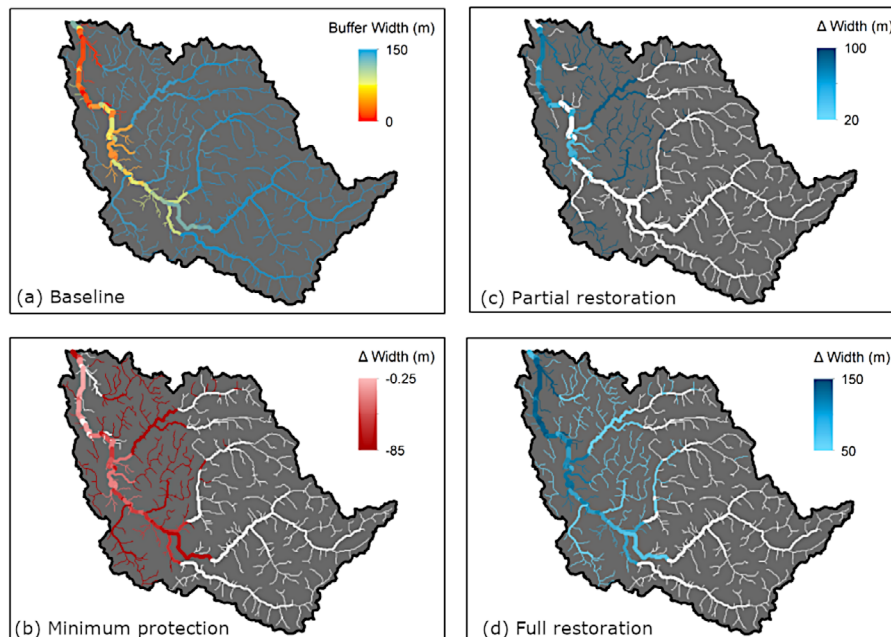 Buffer Width (m)
150
0
(a) Baseline
Δ Width (m)
100
20
(c) Partial restoration
Δ Width (m)
-0.25
-85
(b) Minimum protection
Δ Width (m)
150
50
(d) Full restoration